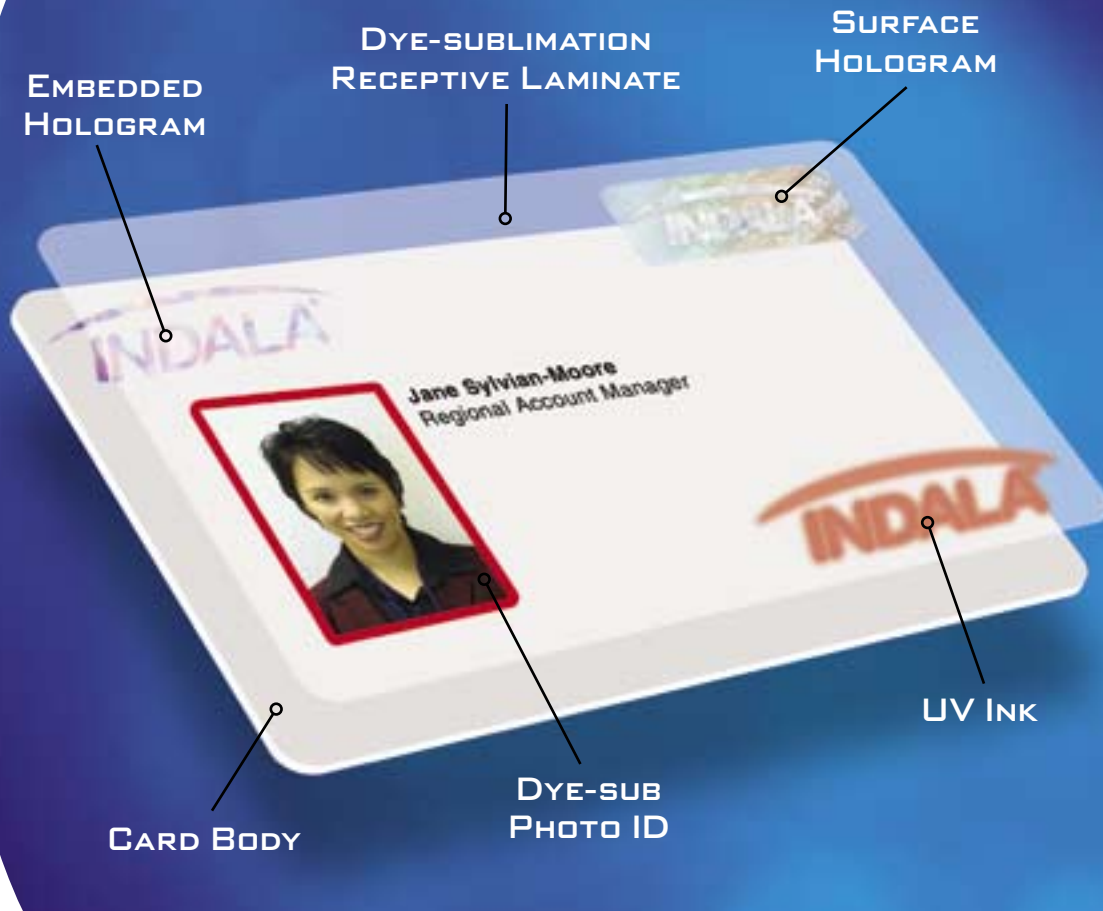 Surface
Hologram
Dye-sublimation
Receptive Laminate
Embedded
Hologram
INDALA
INDALA
Jane Sylvian-Moore
Regional Account Manager
INDALA
UV Ink
Dye-sub
Photo ID
Card Body